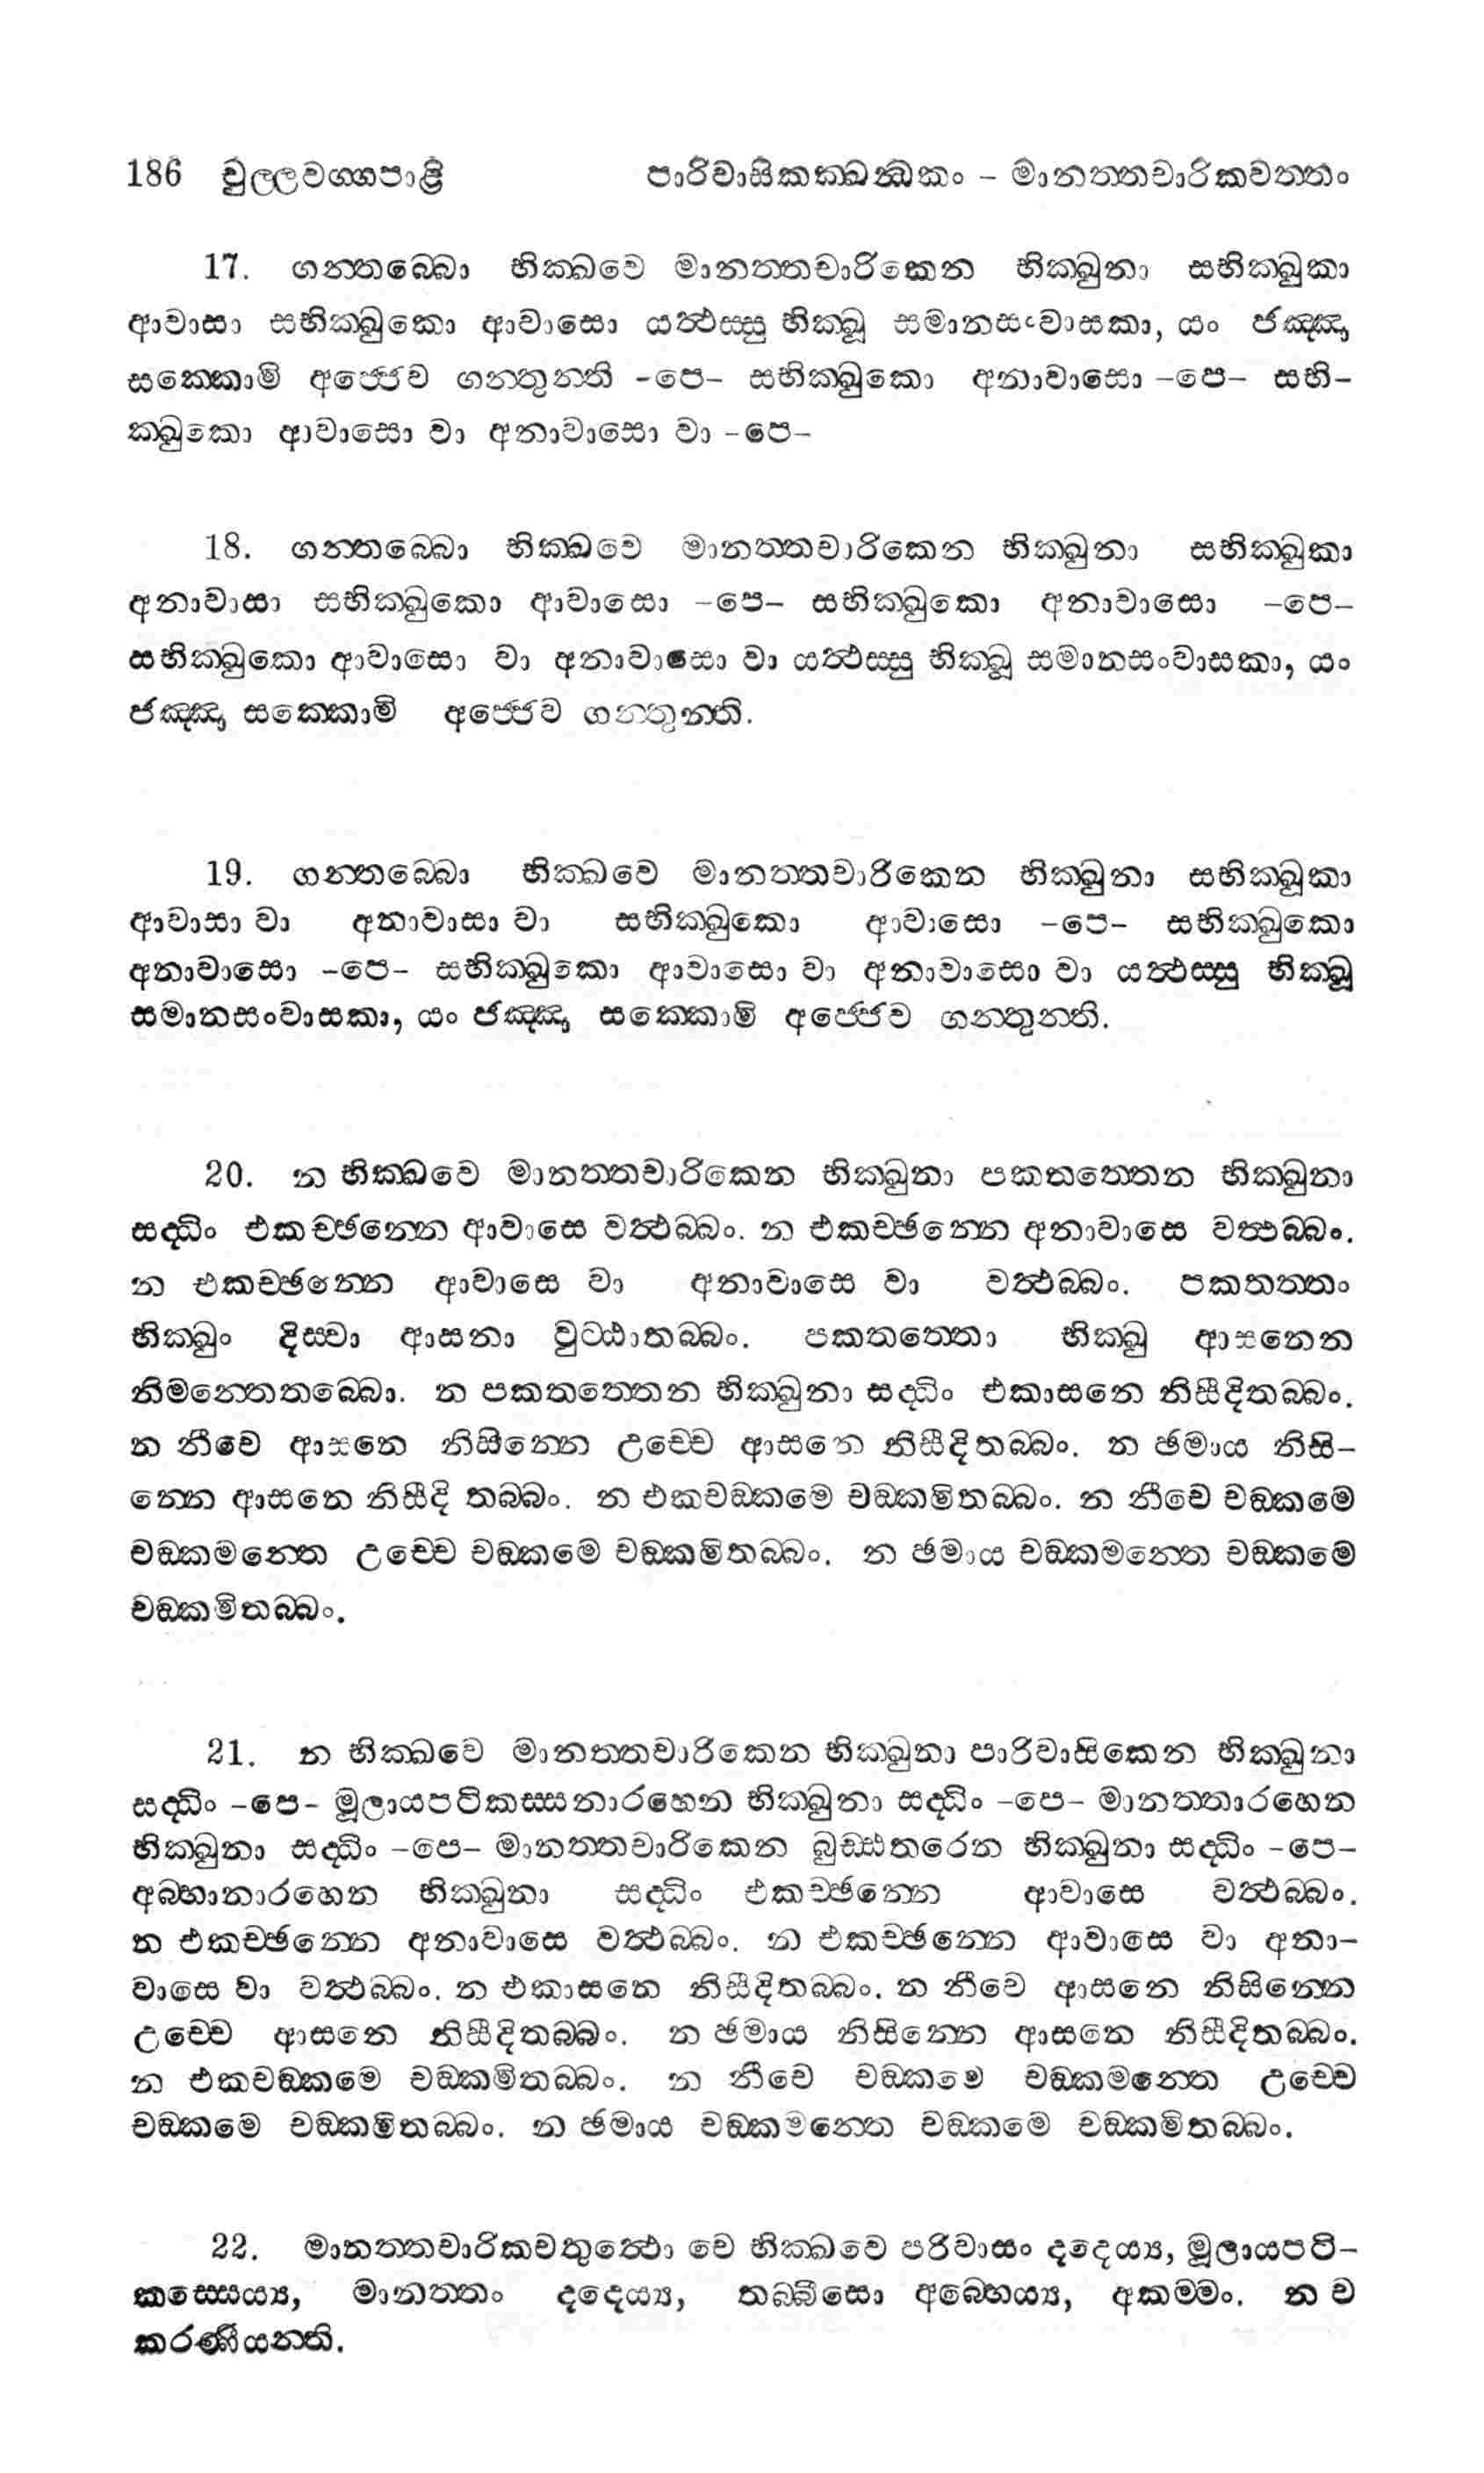 186 චුල්ලවග්ගපාළි පාරිවාසිකක්ඛන්ධකං – මානත්තචාරිකවත්තං
17. ගන්තබ්බො භික්ඛවෙ මානත්තචාරිකෙන භික්ඛුනා සභික්ඛුකා
ආවාසා සභික්ඛුකො ආවාසො යත්ථස්සු භික්ඛූ සමානසංවාසකා, යං ජඤ්ඤා
සක්කොමි අජ්ජෙව ගන්තුන්ති -පෙ- සභික්ඛුකො අනාවාසො -පෙ- සභි-
ක්ඛුකො ආවාසො වා අනාවාසො වා -පෙ-
18. ගන්තබ්බො භික්ඛවෙ මානත්තචාරිකෙන භික්ඛුනා සභික්ඛුකා
අනාවාසා සභික්ඛුකො ආවාසො -පෙ- සභික්ඛුකො අනාවාසො -පෙ-
සභික්ඛුකො ආවාසො වා අනාවාසො වා යත්ථස්සු භික්ඛූ සමානසංවාසකා, යං
ජඤ්ඤා සක්කොමි අජ්ජෙව ගන්තුන්ති.
19. ගන්තබ්බො භික්ඛවෙ මානත්තචාරිකෙන භික්ඛුනා සභික්ඛුකා
ආවාසා වා අනාවාසා වා සභික්ඛුකො ආවාසො -පෙ- සභික්ඛුකො
අනාවාසො -පෙ- සභික්ඛුකො ආවාසො වා අනාවාසො වා යත්ථස්සු භික්ඛූ
සමානසංවාසකා, යං ජඤ්ඤා සක්කොමි අජ්ජෙව ගන්තුන්ති.
20. න භික්ඛවෙ මානත්තචාරිකෙන භික්ඛුනා පකතත්තෙන භික්ඛුනා
සද්ධිං එකච්ඡන්නෙ ආවාසෙ වත්ථබ්බං. න එකච්ඡන්නෙ අනාවාසෙ වත්ථබ්බං.
න එකච්ඡන්නෙ ආවාසෙ වා අනාවාසෙ වා වත්ථබ්බං. පකතත්තං
භික්ඛුං දිස්වා ආසනා වුට්ඨාතබ්බං. පකතත්තො භික්ඛු ආසනෙන
නිමන්තෙතබ්බො. න පකතත්තෙන භික්ඛුනා සද්ධිං එකාසනෙ නිසීදිතබ්බං.
න නීචෙ ආසනෙ නිසින්නෙ උච්චෙ ආසනෙ නිසීදිතබ්බං. න ඡමාය නිසි-
න්නෙ ආසනෙ නිසීදි තබ්බං. න එකචඞ්කමෙ චඞ්කමිතබ්බං. න නීචෙ චඞ්කමෙ
චඞ්කමන්තෙ උච්චෙ චඞ්කමෙ චඞ්කමිතබ්බං. න ඡමාය චඞ්කමන්තෙ චඞ්කමෙ
චඞ්කමිතබ්බං.
21. න භික්ඛවෙ මානත්තචාරිකෙන භික්ඛුනා පාරිවාසිකෙන භික්ඛුනා
සද්ධිං -පෙ- මූලායපටිකස්සනාරහෙන භික්ඛුනා සද්ධිං -පෙ- මානත්තාරහෙන
භික්ඛුනා සද්ධිං -පෙ- මානත්තචාරිකෙන බුඩ්ඪතරෙන භික්ඛුනා සද්ධිං -පෙ-
අබ්භානාරහෙන භික්ඛුනා සද්ධිං එකච්ඡන්නෙ ආවාසෙ වත්ථබ්බං.
න එකච්ඡන්නෙ අනාවාසෙ වත්ථබ්බං. න එකච්ඡන්නෙ ආවාසෙ වා අනා-
වාසෙ වා වත්ථබ්බං. න එකාසනෙ නිසීදිතබ්බං. න නීචෙ ආසනෙ නිසින්නෙ
උච්චෙ ආසනෙ නිසීදිතබ්බං. න ඡමාය නිසින්නෙ ආසනෙ නිසීදිතබ්බං.
න එකචඞ්කමෙ චඞ්කමිතබ්බං. න නීචෙ චඞ්කමෙ චඞ්කමන්තෙ උච්චෙ
චඞ්කමෙ චඞ්කමිතබ්බං. න ඡමාය චඞ්කමන්තෙ චඞ්කමෙ චඞ්කමිතබ්බං.
22. මානත්තචාරිකචතුත්ථො චෙ භික්ඛවෙ පරිවාසං දදෙය්‍ය, මූලායපටි-
කස්සෙය්‍ය, මානත්තං දදෙය්‍ය, තබ්බීසො අබ්භෙය්‍ය, අකම්මං. න ච
කරණීයන්ති.